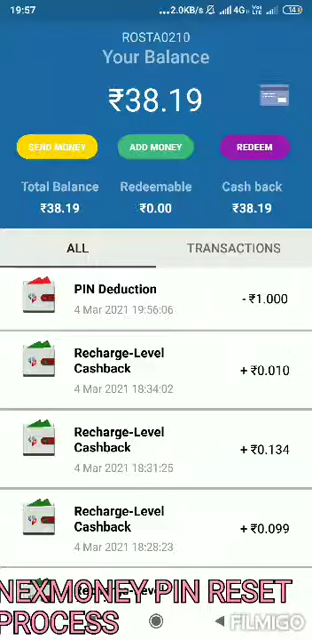 19:57
...2.0KB/s 4G VoLTE 14
ROSTA0210
Your Balance
₹38.19
SEND MONEY ADD MONEY REDEEM
Total Balance Redeemable Cash back
₹38.19 ₹0.00 ₹38.19
ALL TRANSACTIONS
PIN Deduction
- ₹1.000
4 Mar 2021 19:56:06
Recharge-Level
Cashback
+ ₹0.010
4 Mar 2021 18:34:02
Recharge-Level
Cashback
+ ₹0.134
4 Mar 2021 18:31:25
Recharge-Level
Cashback
+ ₹0.099
4 Mar 2021 18:28:23
NEXMONEY PIN RESET
PROCESS
FILMIGO